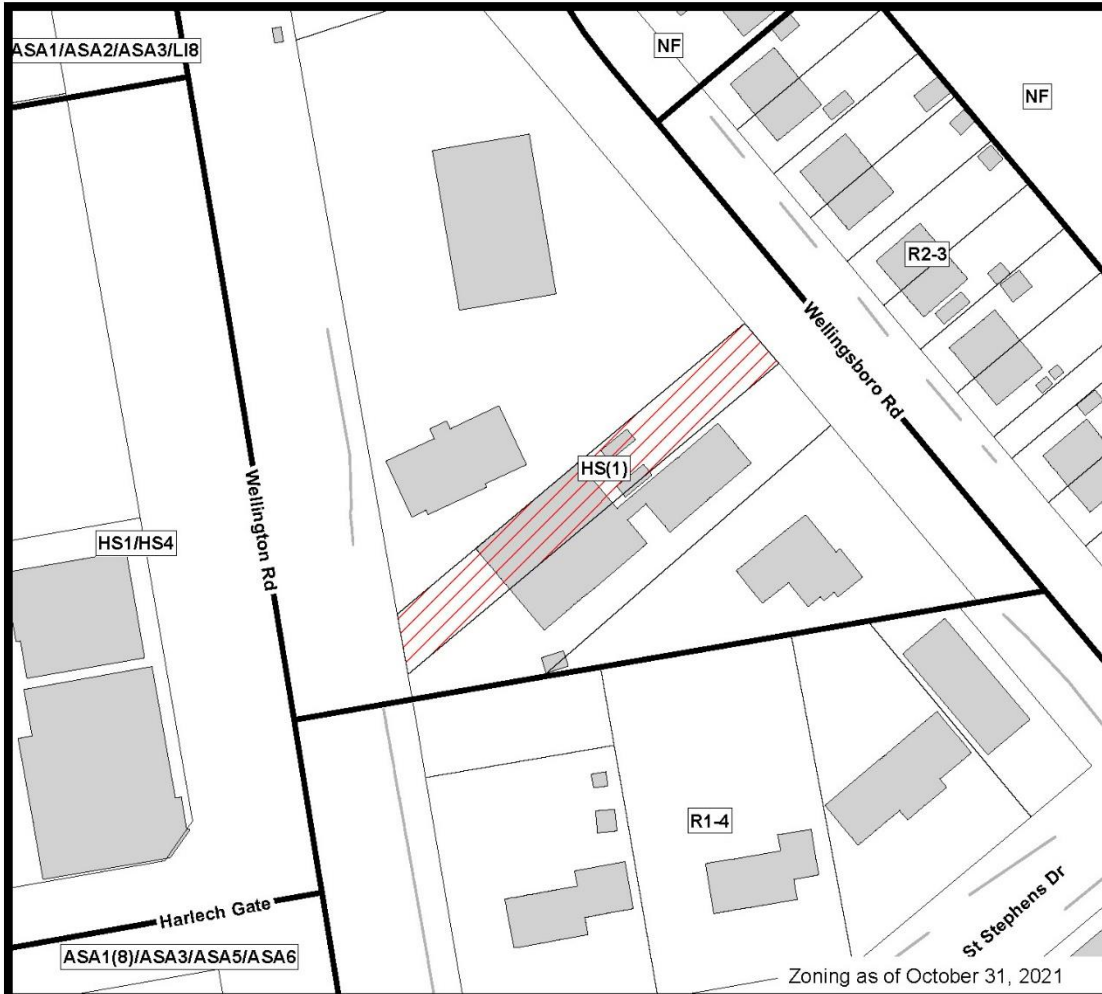 ASA1/ASA2/ASA3/LI8
NF
NF
R2-3
Wellingsboro Rd
HS(1)
Wellington Rd
HS1/HS4
R1-4
Harlech Gate
St Stephens Dr
ASA1(8)/ASA3/ASA5/ASA6
Zoning as of October 31, 2021